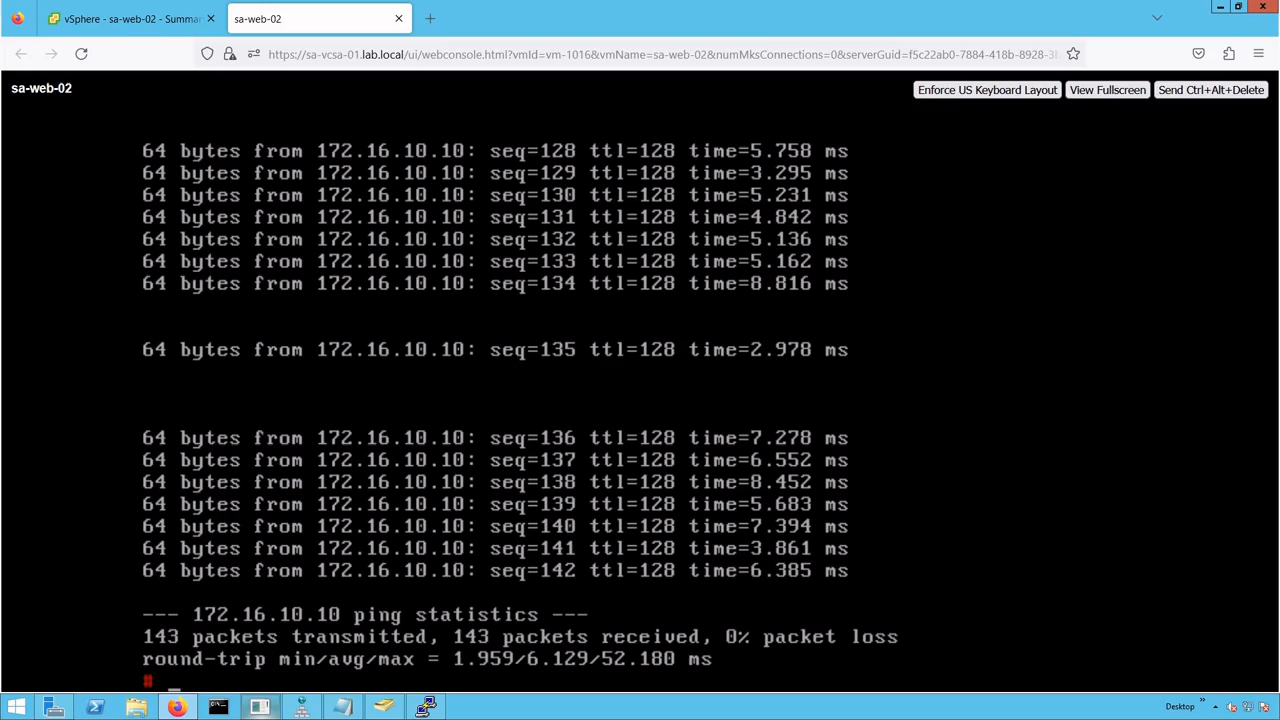 vSphere - sa-web-02 - Summar
sa-web-02
https://sa-vcsa-01.lab.local/ui/webconsole.html?vmId=vm-1016&vmName=sa-web-02&numMksConnections=0&serverGuid=f5c22ab0-7884-418b-8928-3
sa-web-02
Enforce US Keyboard Layout
View Fullscreen
Send Ctrl+Alt+Delete
64 bytes from 172.16.10.10: seq=128 ttl=128 time=5.758 ms
64 bytes from 172.16.10.10: seq=129 ttl=128 time=3.295 ms
64 bytes from 172.16.10.10: seq=130 ttl=128 time=5.231 ms
64 bytes from 172.16.10.10: seq=131 ttl=128 time=4.842 ms
64 bytes from 172.16.10.10: seq=132 ttl=128 time=5.136 ms
64 bytes from 172.16.10.10: seq=133 ttl=128 time=5.162 ms
64 bytes from 172.16.10.10: seq=134 ttl=128 time=8.816 ms
64 bytes from 172.16.10.10: seq=135 ttl=128 time=2.978 ms
64 bytes from 172.16.10.10: seq=136 ttl=128 time=7.278 ms
64 bytes from 172.16.10.10: seq=137 ttl=128 time=6.552 ms
64 bytes from 172.16.10.10: seq=138 ttl=128 time=8.452 ms
64 bytes from 172.16.10.10: seq=139 ttl=128 time=5.683 ms
64 bytes from 172.16.10.10: seq=140 ttl=128 time=7.394 ms
64 bytes from 172.16.10.10: seq=141 ttl=128 time=3.861 ms
64 bytes from 172.16.10.10: seq=142 ttl=128 time=6.385 ms
--- 172.16.10.10 ping statistics ---
143 packets transmitted, 143 packets received, 0% packet loss
round-trip min/avg/max = 1.959/6.129/52.180 ms
# _
Desktop